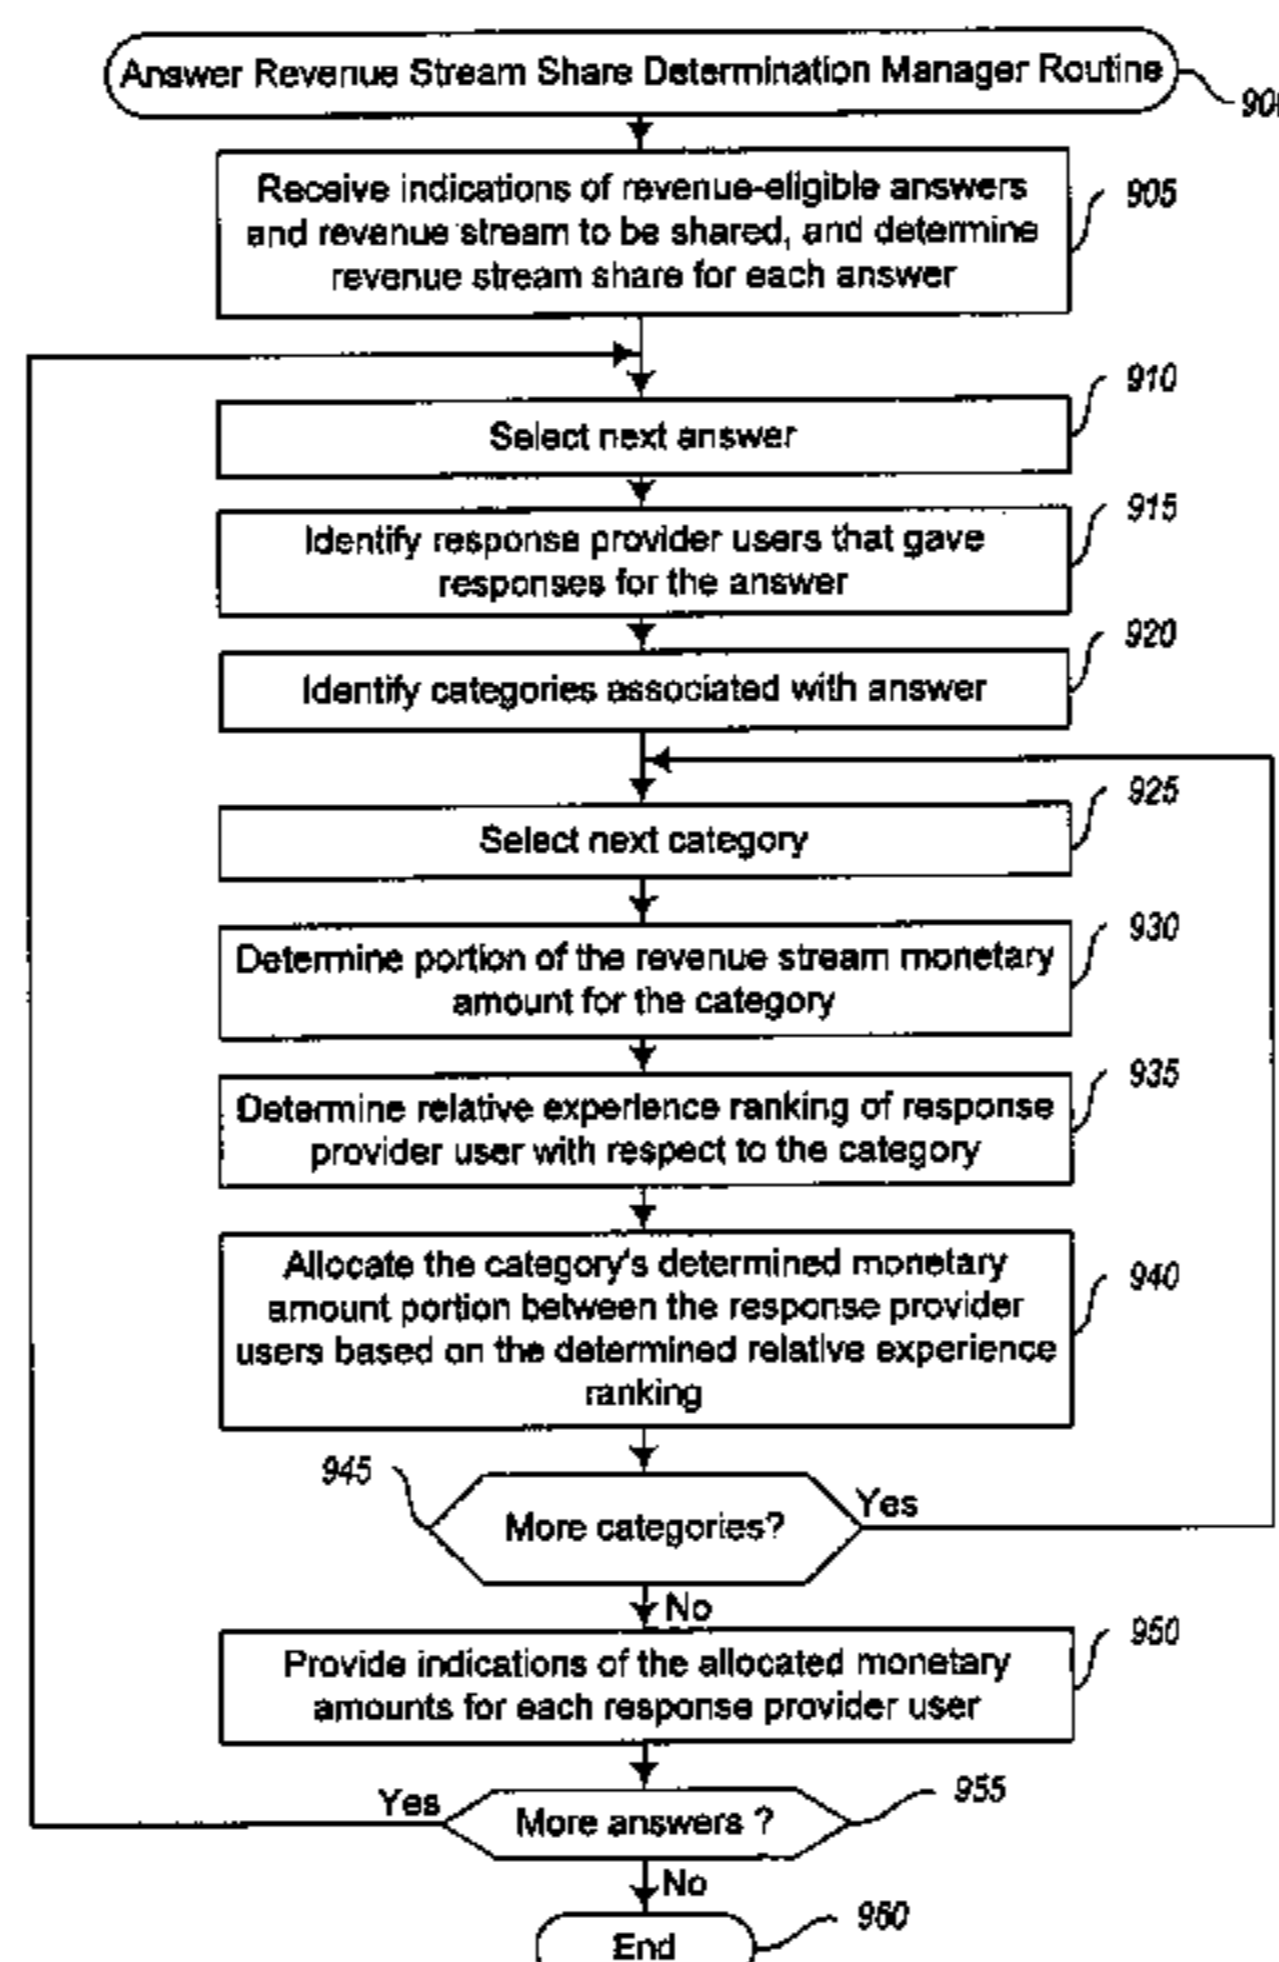 Answer Revenue Stream Share Determination Manager Routine
900
Receive indications of revenue-eligible answers
and revenue stream to be shared, and determine
revenue stream share for each answer
905
910
Select next answer
915
Identify response provider users that gave
responses for the answer
920
Identify categories associated with answer
925
Select next category
930
Determine portion of the revenue stream monetary
amount for the category
935
Determine relative experience ranking of response
provider user with respect to the category
Allocate the category's determined monetary
amount portion between the response provider
users based on the determined relative experience
ranking
940
945
More categories?
Yes
No
950
Provide indications of the allocated monetary
amounts for each response provider user
Yes
More answers ?
955
No
960
End